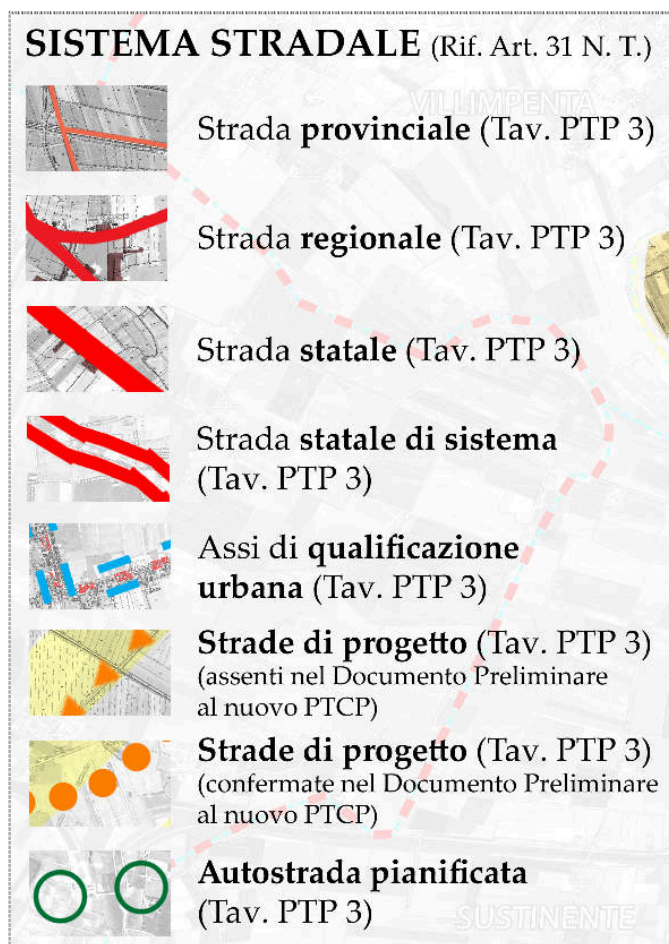 SISTEMA STRADALE (Rif. Art. 31 N. T.)
VILLIMPENTA
Strada provinciale (Tav. PTP 3)
Strada regionale (Tav. PTP 3)
Strada statale (Tav. PTP 3)
Strada statale di sistema
(Tav. PTP 3)
Assi di qualificazione
urbana (Tav. PTP 3)
Strade di progetto (Tav. PTP 3)
(assenti nel Documento Preliminare
al nuovo PTCP)
Strade di progetto (Tav. PTP 3)
(confermate nel Documento Preliminare
al nuovo PTCP)
Autostrada pianificata
(Tav. PTP 3)
SUSTINENTE